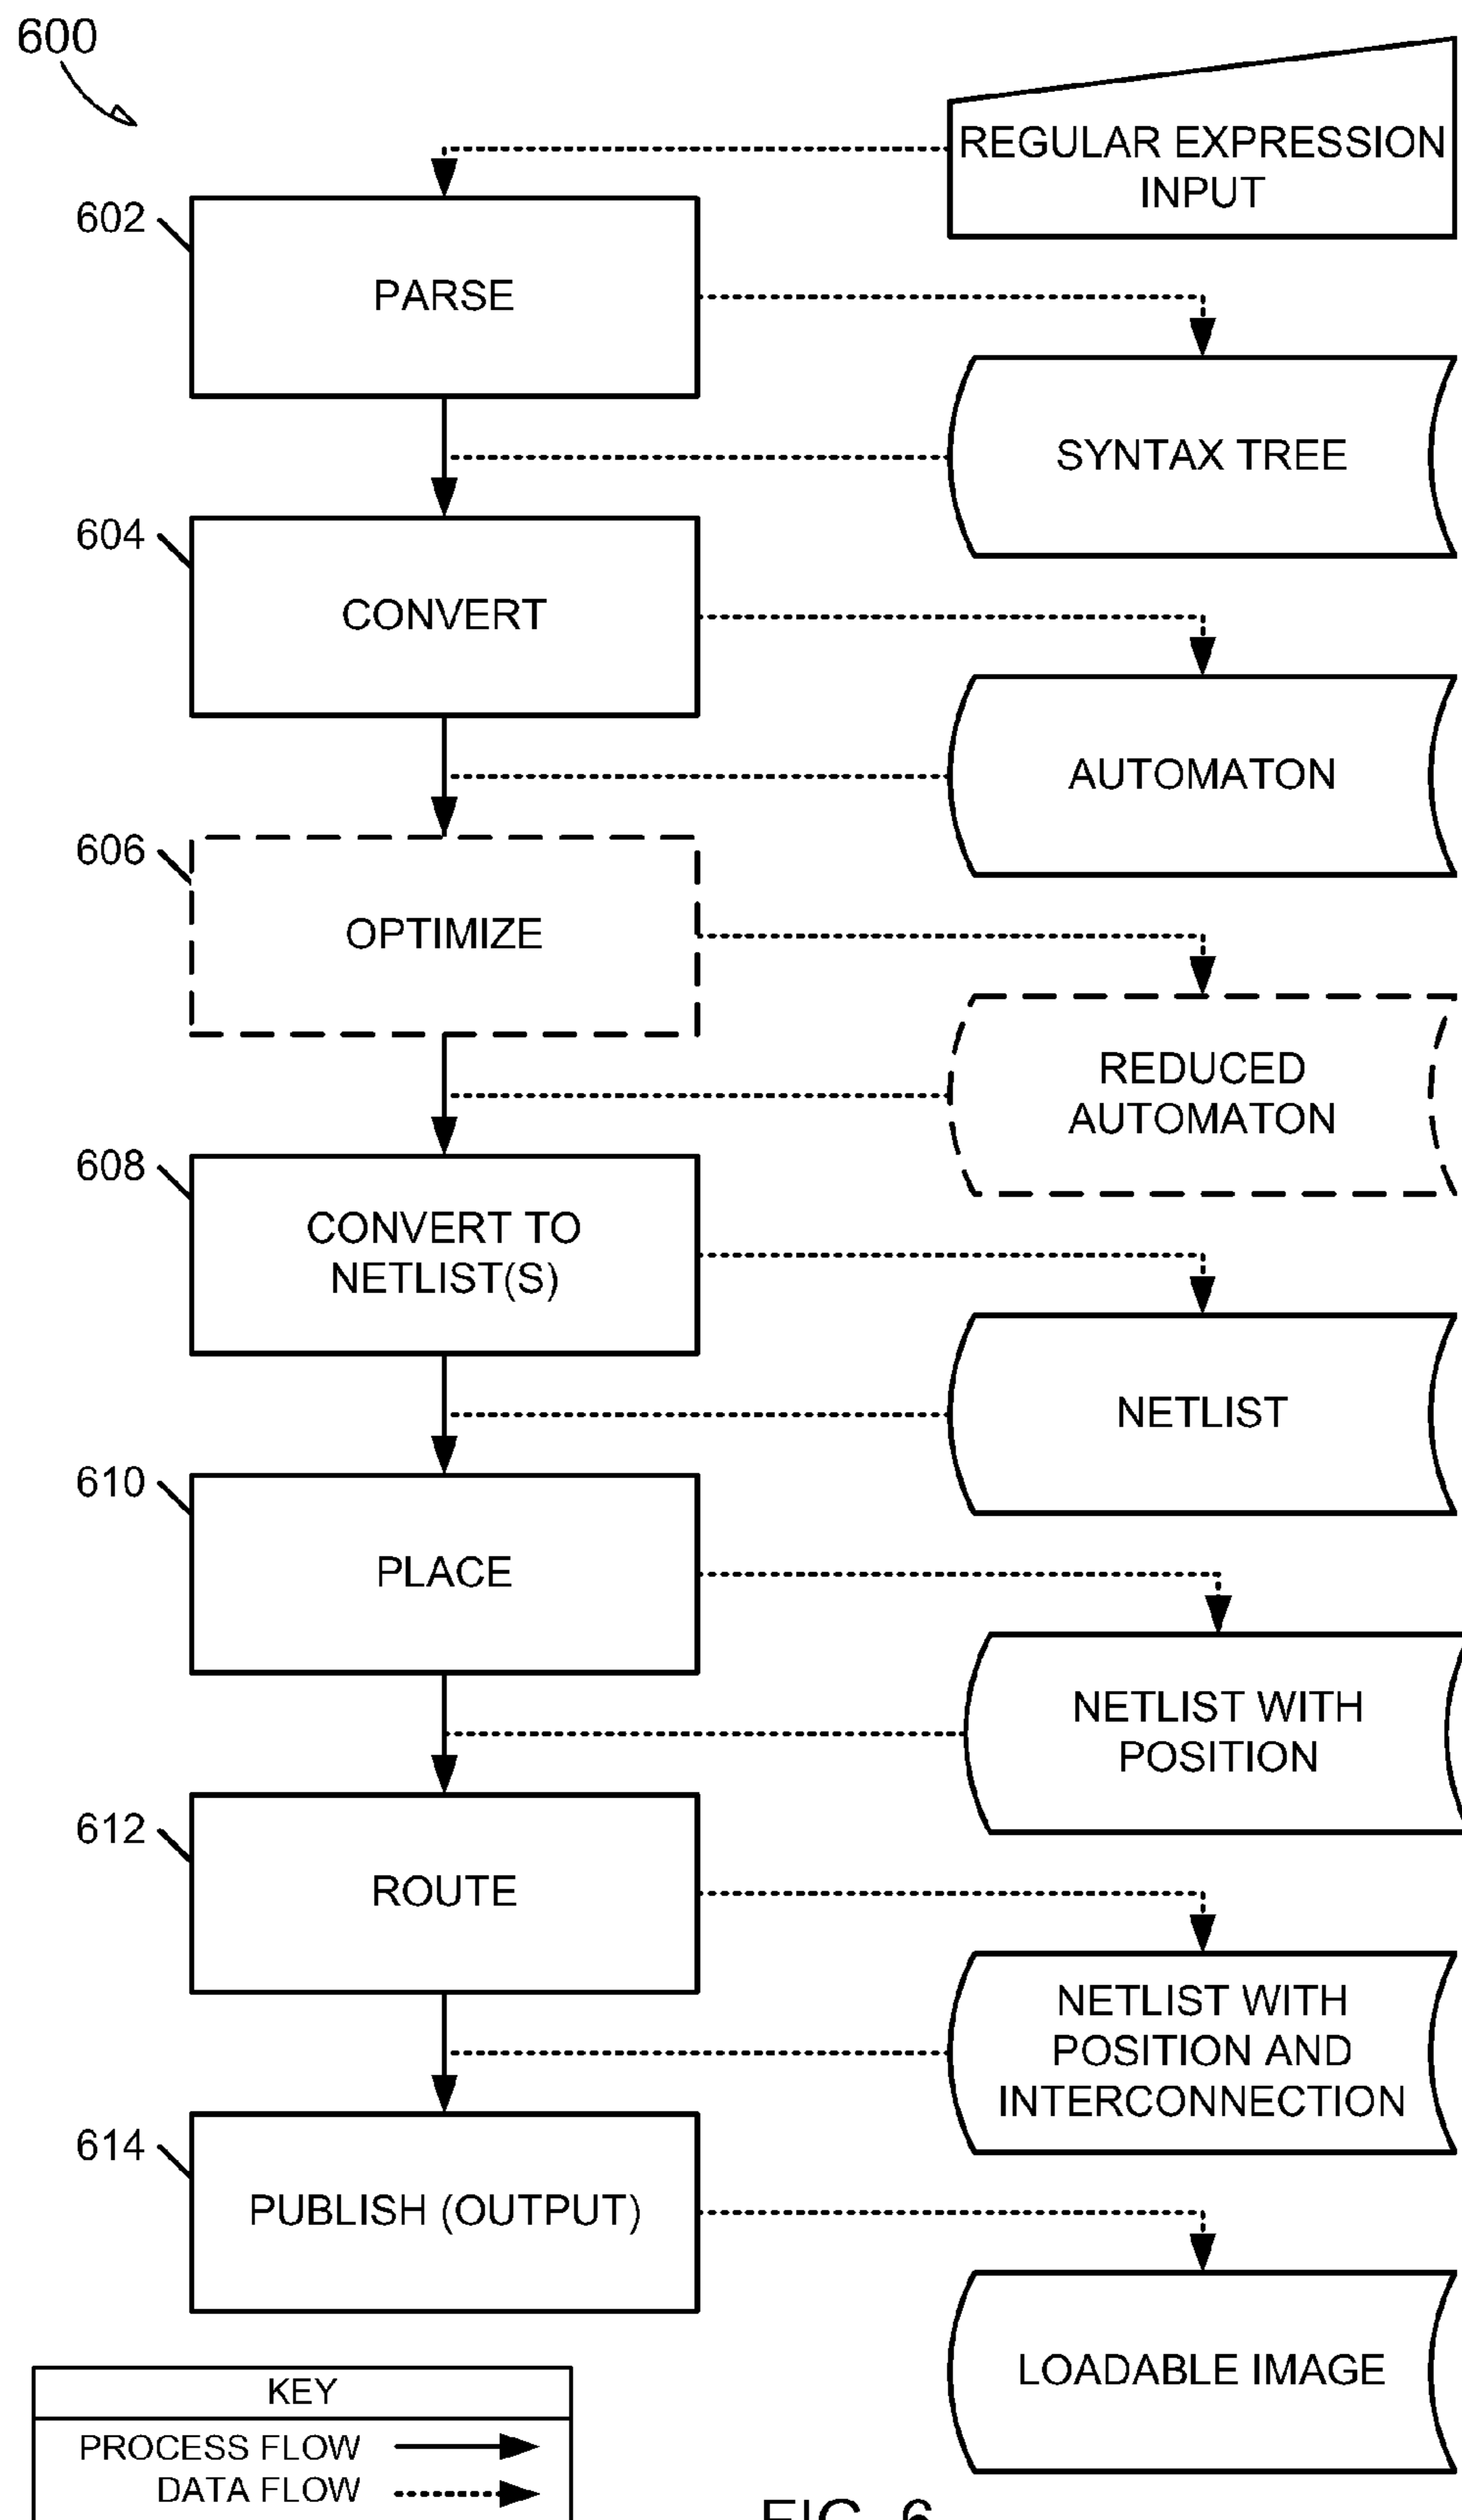 600
REGULAR EXPRESSION
INPUT
602
PARSE
SYNTAX TREE
604
CONVERT
AUTOMATON
606
OPTIMIZE
REDUCED
AUTOMATON
608
CONVERT TO
NETLIST(S)
NETLIST
610
PLACE
NETLIST WITH
POSITION
612
ROUTE
NETLIST WITH
POSITION AND
INTERCONNECTION
614
PUBLISH (OUTPUT)
LOADABLE IMAGE
KEY
PROCESS FLOW
DATA FLOW
FIG. 6